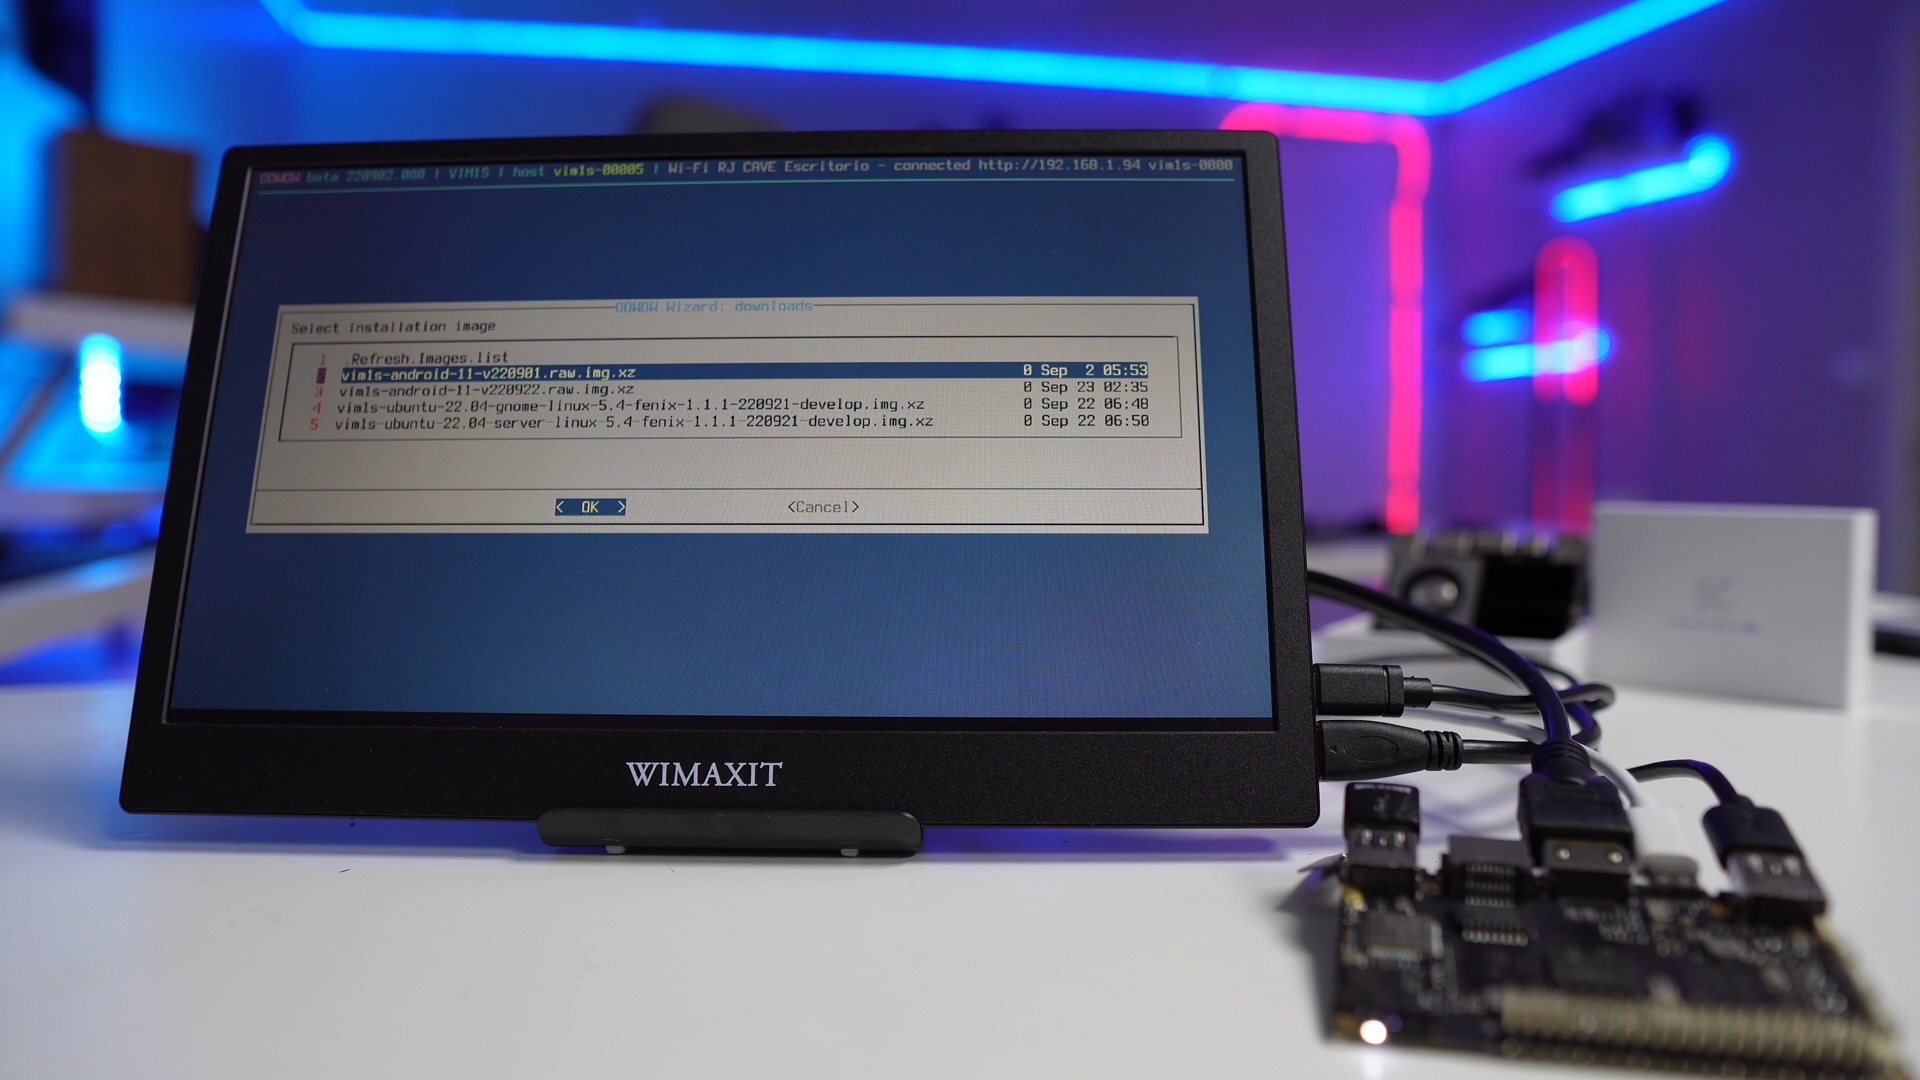 OOWOW beta 220902.000 | VIM1S | host vim1s-00005 | Wi-Fi RJ CAVE Escritorio - connected http://192.168.1.94 vim1s-0000
OOWOW Wizard: downloads
Select installation image
1 .Refresh.Images.list
vim1s-android-11-v220901.raw.img.xz 0 Sep 2 05:53
3 vim1s-android-11-v220922.raw.img.xz 0 Sep 23 02:35
4 vim1s-ubuntu-22.04-gnome-linux-5.4-fenix-1.1.1-220921-develop.img.xz 0 Sep 22 06:48
5 vim1s-ubuntu-22.04-server-linux-5.4-fenix-1.1.1-220921-develop.img.xz 0 Sep 22 06:50
< OK > <Cancel>
WIMAXIT